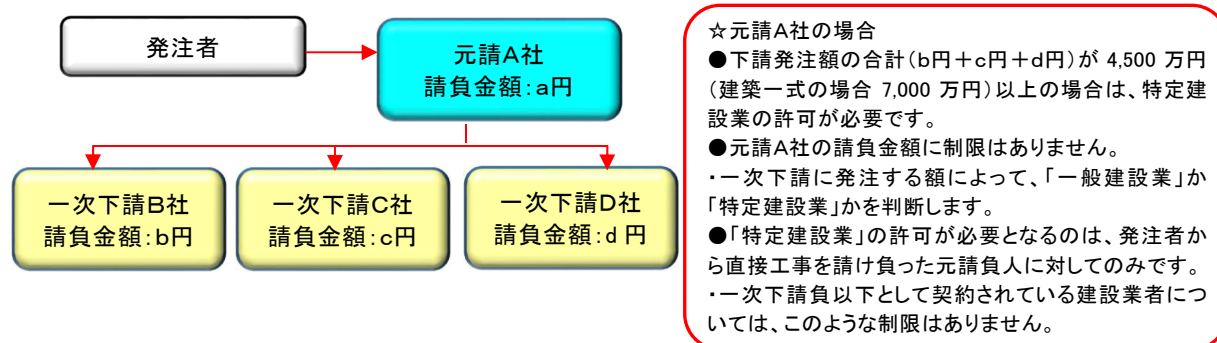 発注者
元請A社
請負金額：a円
一次下請B社
請負金額：b円
一次下請C社
請負金額：c円
一次下請D社
請負金額：d 円
☆元請A社の場合
●下請発注額の合計（b円＋c円＋d円）が 4,500 万円
（建築一式の場合 7,000 万円）以上の場合は、特定建
設業の許可が必要です。
●元請A社の請負金額に制限はありません。
・一次下請に発注する額によって、「一般建設業」か
「特定建設業」かを判断します。
●「特定建設業」の許可が必要となるのは、発注者か
ら直接工事を請け負った元請負人に対してのみです。
・一次下請負以下として契約されている建設業者につ
いては、このような制限はありません。